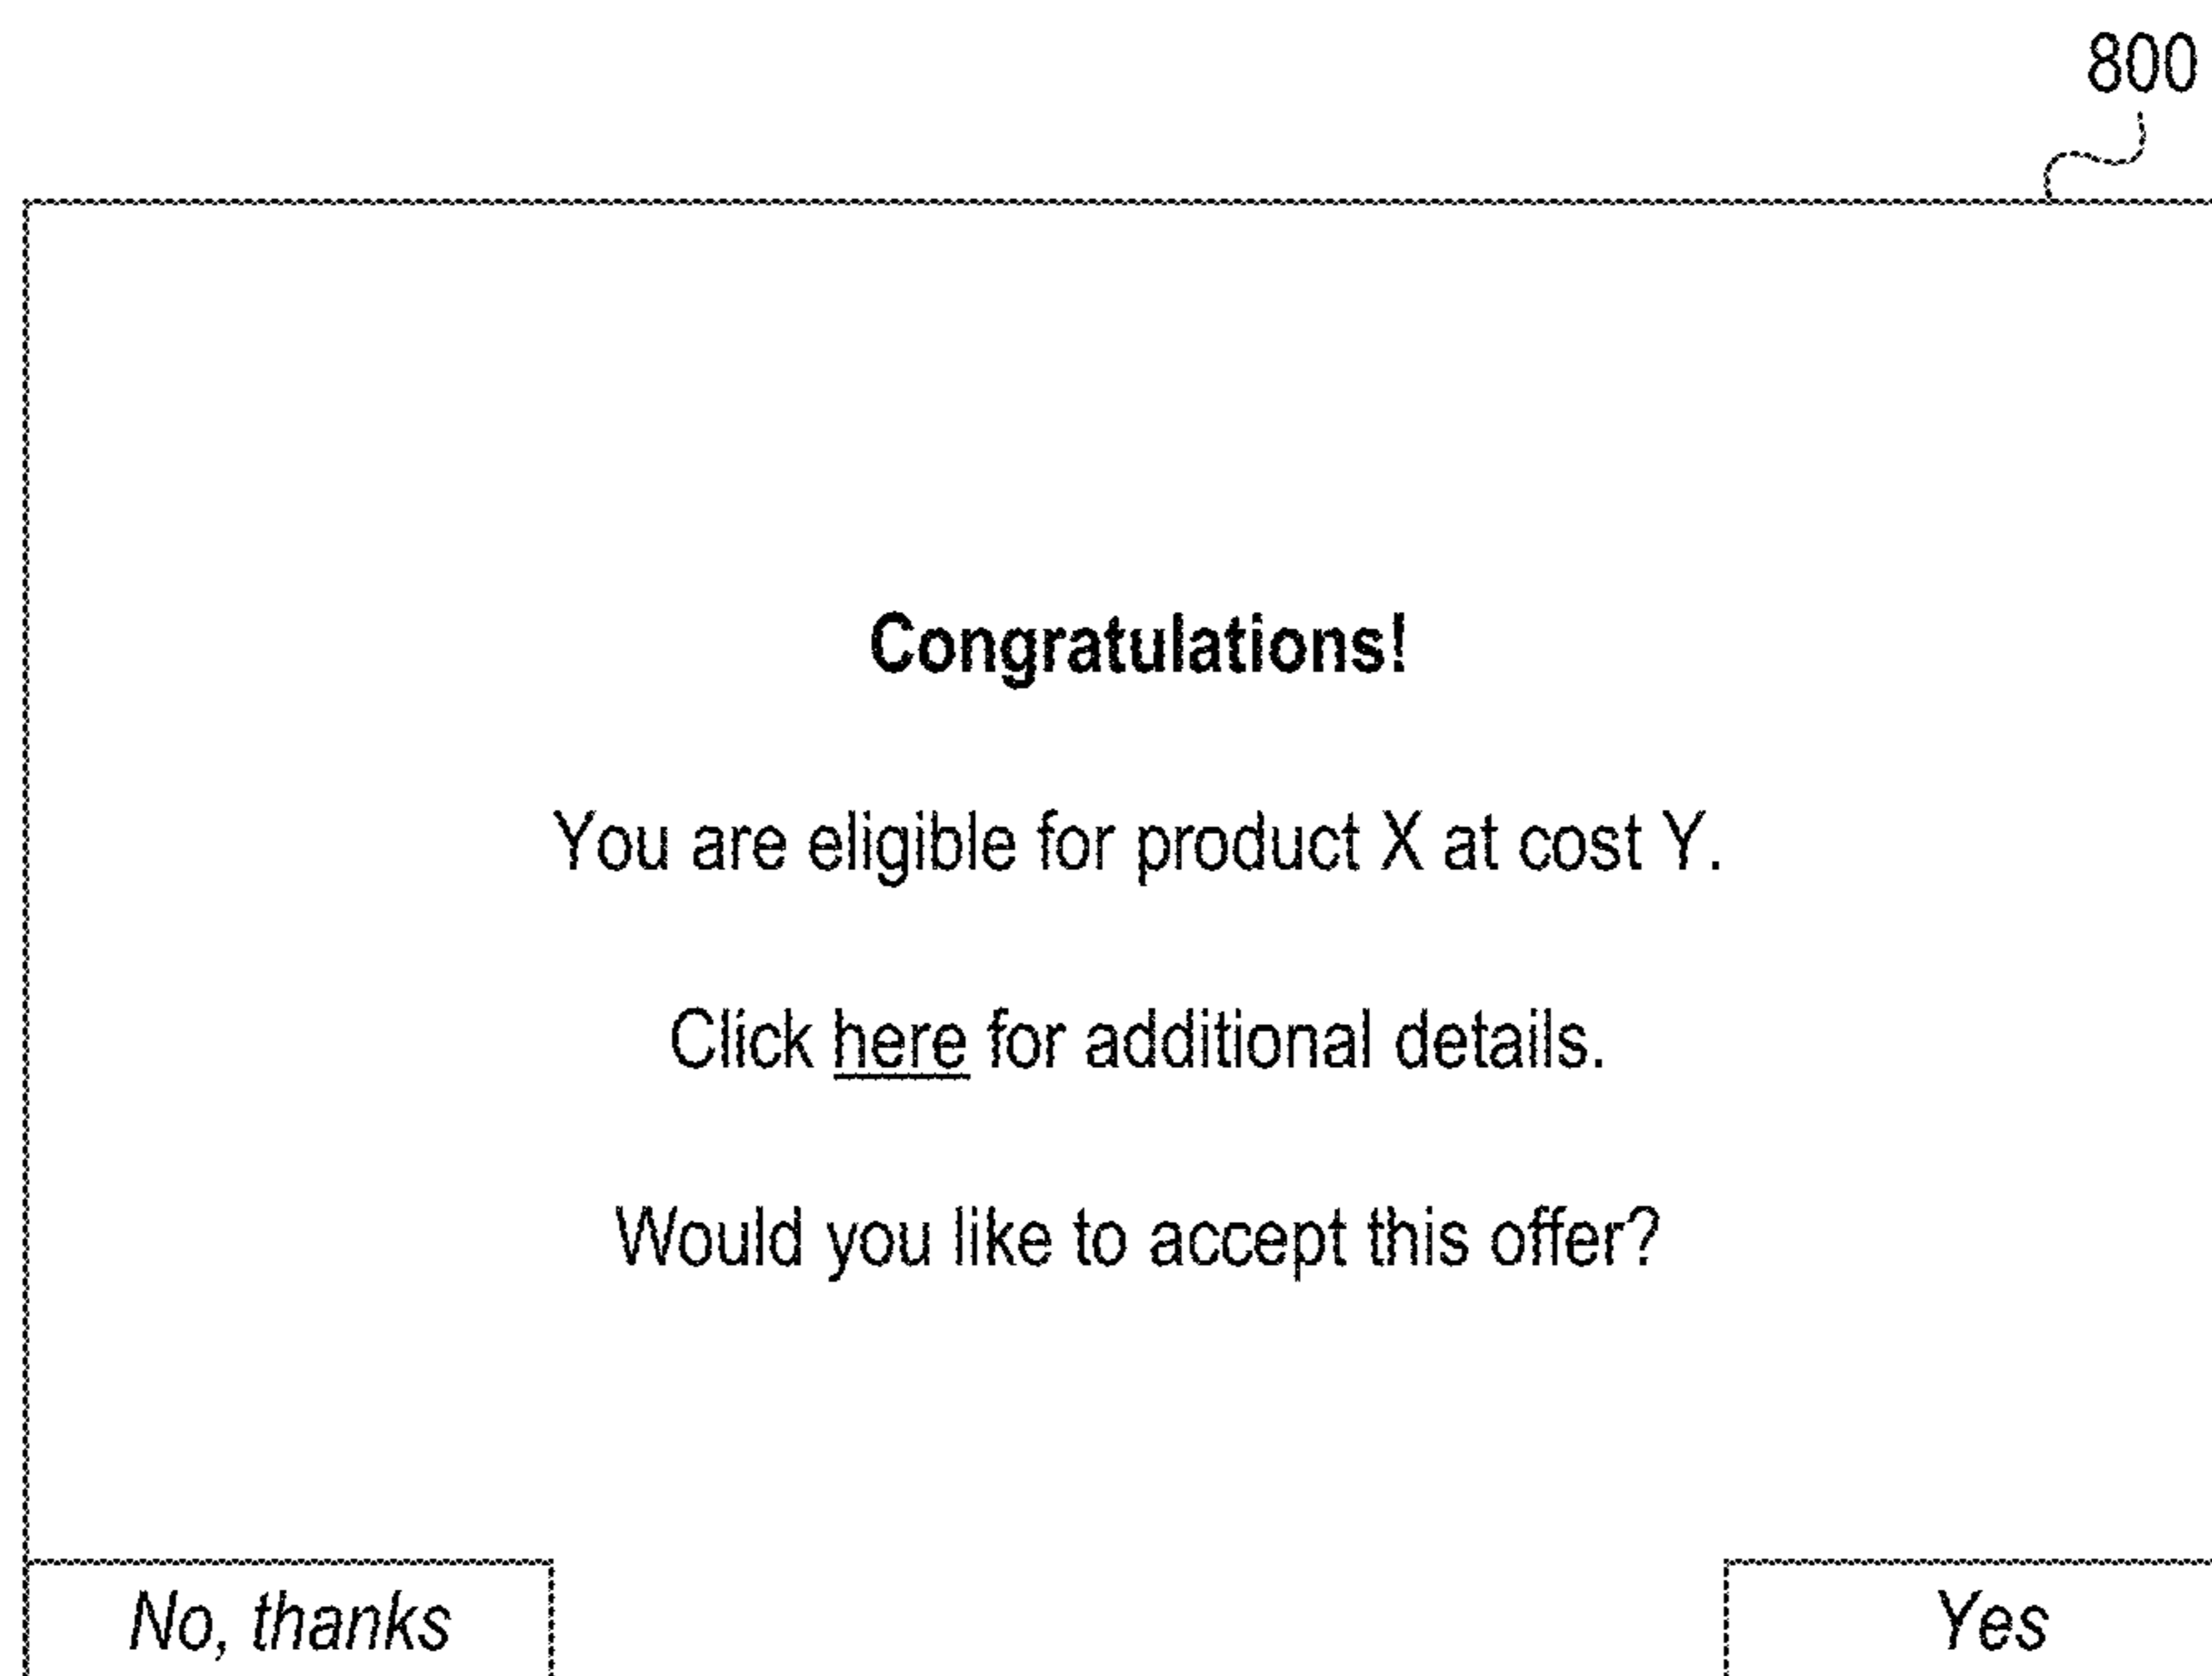 800
Congratulations!
You are eligible for product X at cost Y.
Click here for additional details.
Would you like to accept this offer?
No, thanks
Yes